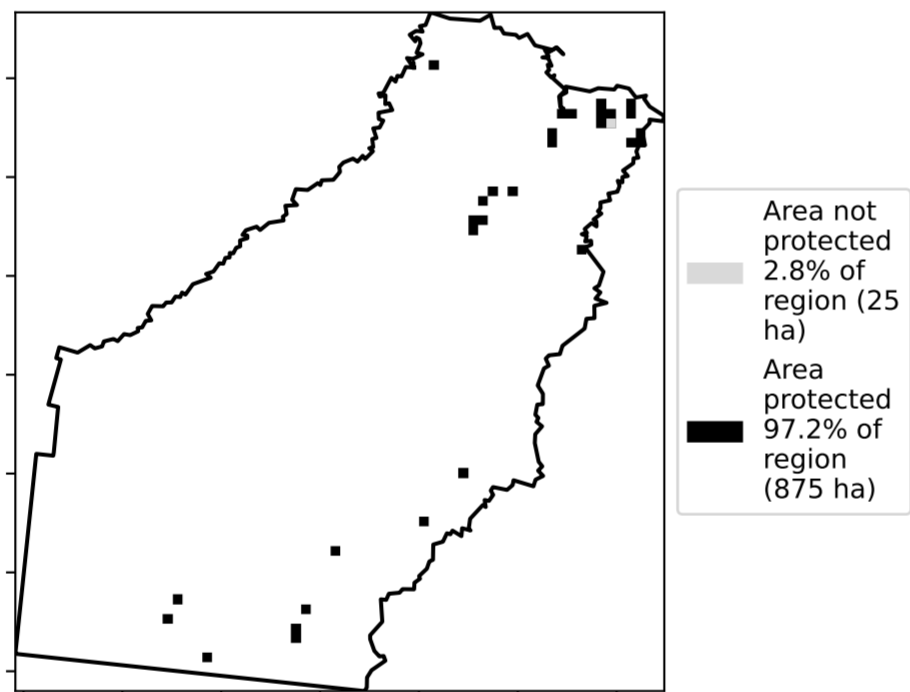 Area not
protected
2.8% of
region (25
ha)
Area
protected
97.2% of
region
(875 ha)